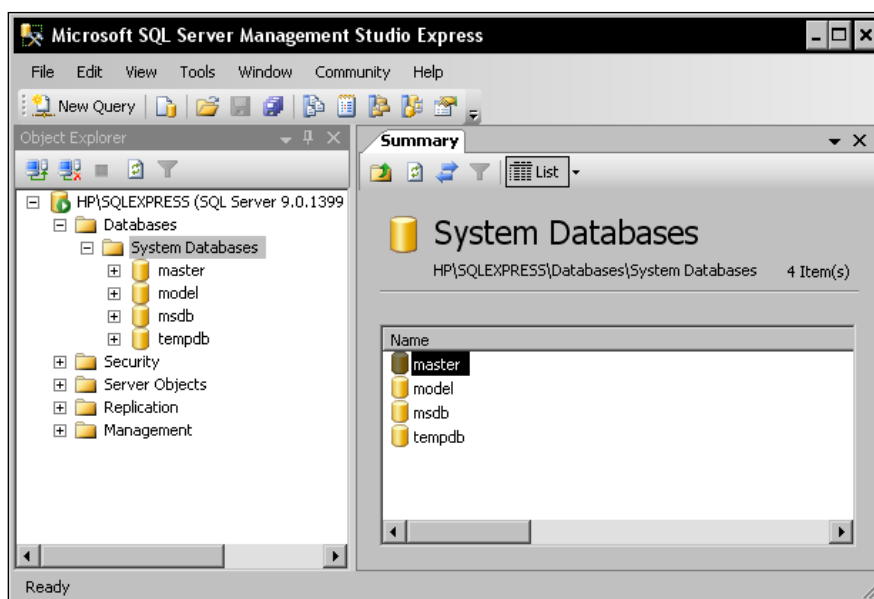 Microsoft SQL Server Management Studio Express
File Edit View Tools Window Community Help
New Query
Object Explorer
HP\SQLEXPRESS (SQL Server 9.0.1399
Databases
System Databases
master
model
msdb
tempdb
Security
Server Objects
Replication
Management
Summary
List
System Databases
HP\SQLEXPRESS\Databases\System Databases 4 Item(s)
Name
master
model
msdb
tempdb
Ready